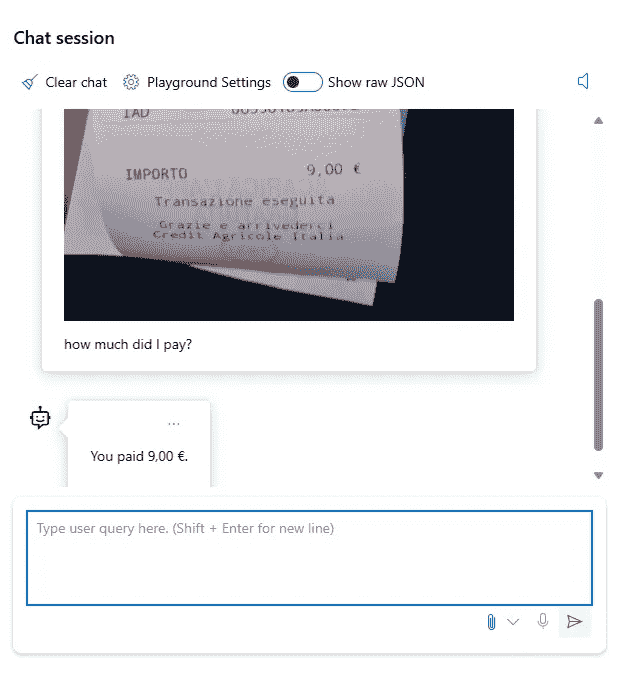 Chat session
Clear chat Playground Settings Show raw JSON
IAD
IMPORTO 9,00 €
Transazione eseguita
Grazie e arrivederci
Credit Agricole Italia
how much did I pay?
...
You paid 9,00 €.
Type user query here. (Shift + Enter for new line)